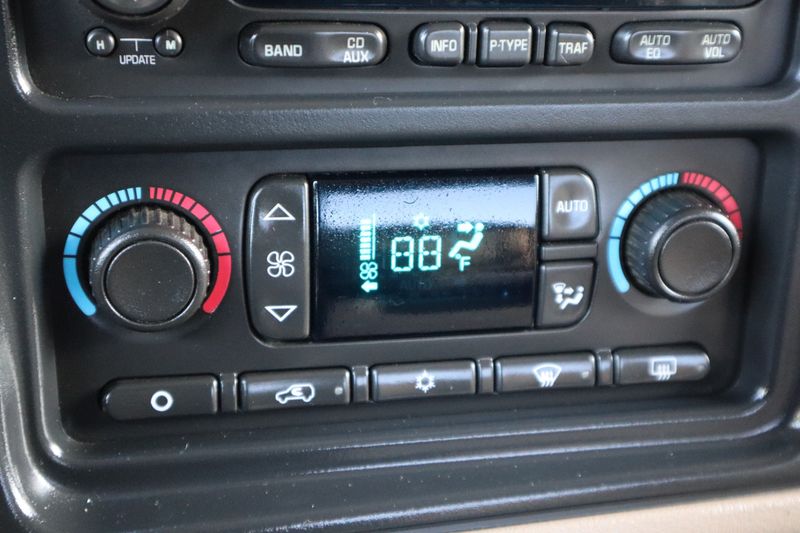 H M
UPDATE
BAND
CD
AUX
INFO
P-TYPE
TRAF
AUTO
EQ
AUTO
VOL
AUTO
88
°F